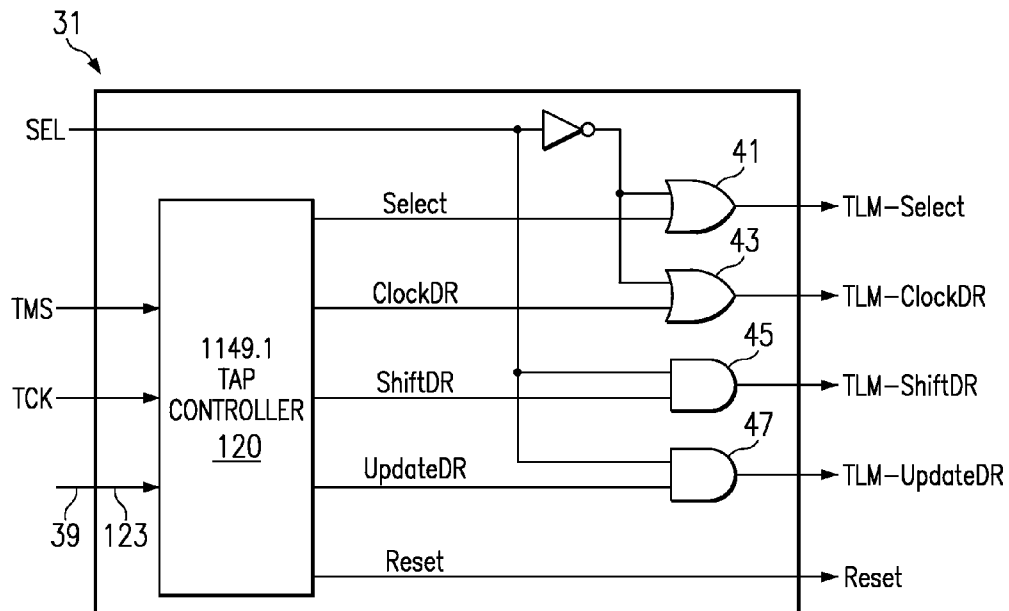 31
SEL
41
Select
TLM-Select
43
ClockDR
TLM-ClockDR
TMS
1149.1
TAP
CONTROLLER
120
45
ShiftDR
TLM-ShiftDR
TCK
47
UpdateDR
TLM-UpdateDR
39
123
Reset
Reset